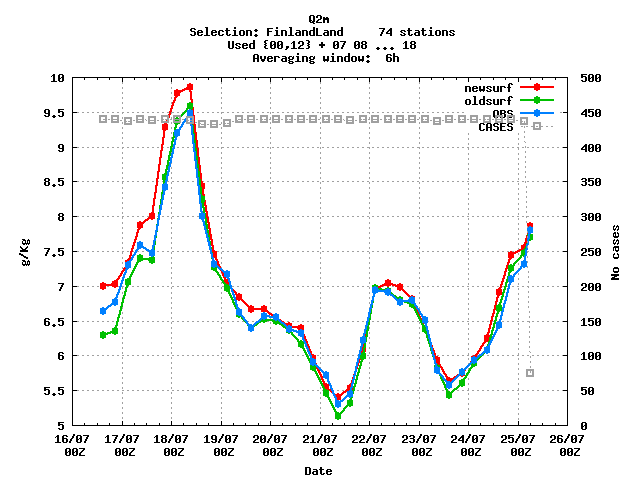 Q2m
Selection: FinlandLand     74 stations
Used {00,12} + 07 08 ... 18
Averaging window:  6h
newsurf
oldsurf
OBS
CASES
10
9.5
9
8.5
8
7.5
7
6.5
6
5.5
5
g/Kg
500
450
400
350
300
250
200
150
100
50
0
No cases
16/07 17/07 18/07 19/07 20/07 21/07 22/07 23/07 24/07 25/07 26/07
00Z 00Z 00Z 00Z 00Z 00Z 00Z 00Z 00Z 00Z 00Z
Date